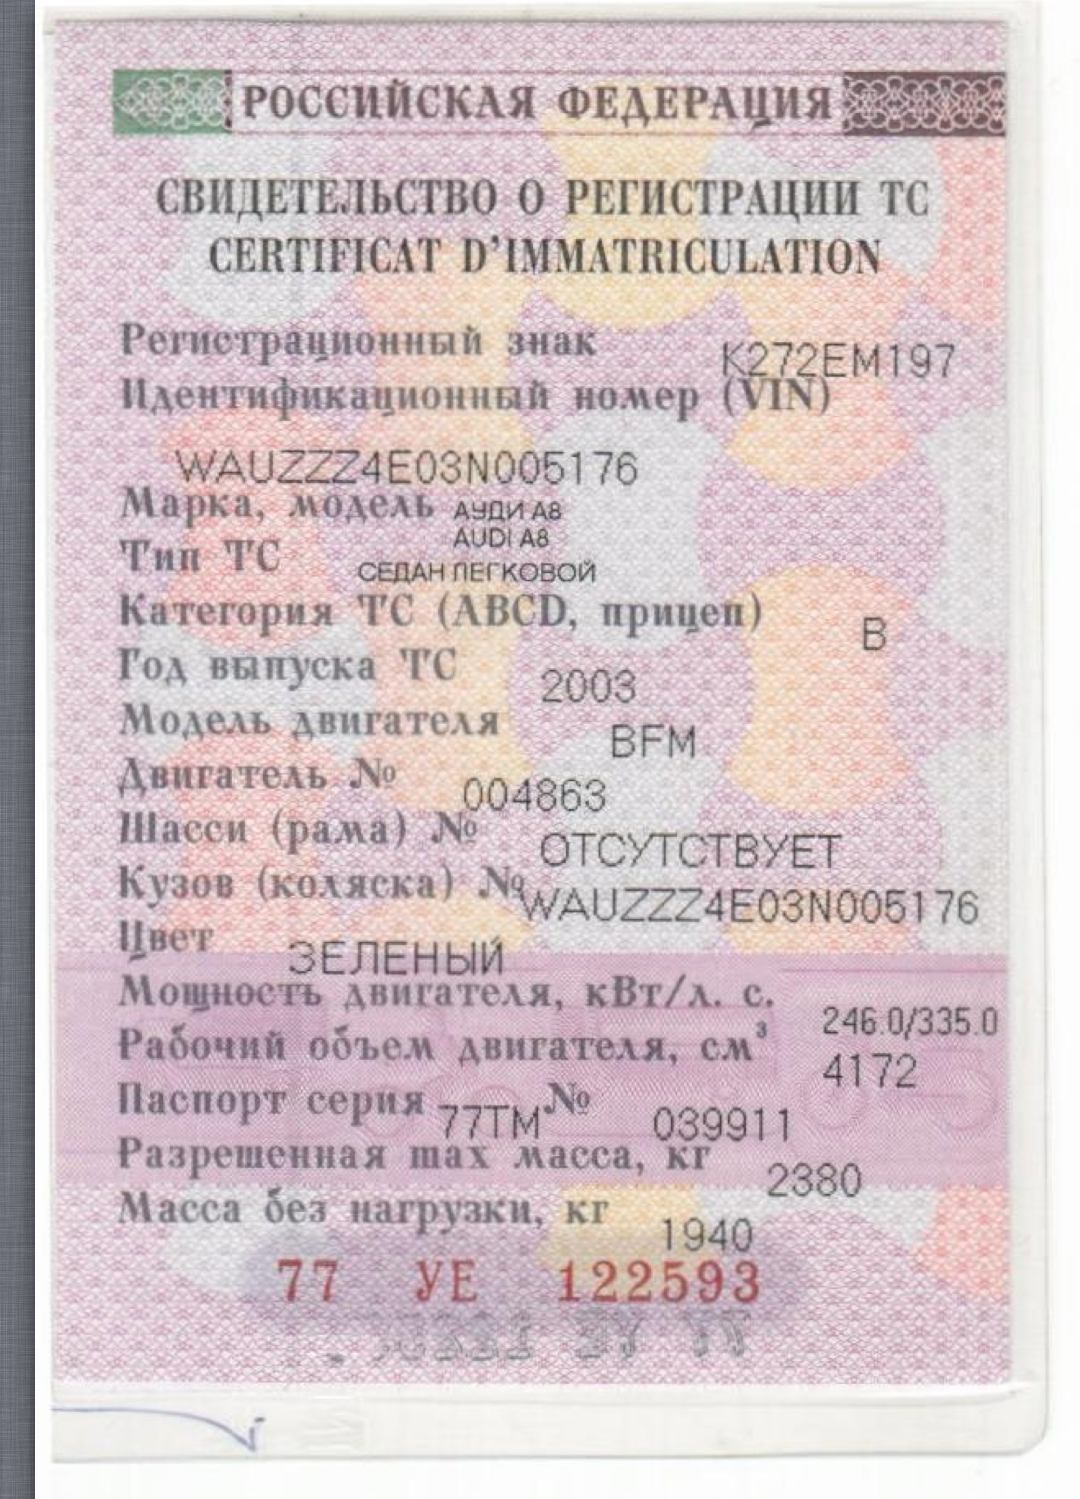 РОССИЙСКАЯ ФЕДЕРАЦИЯ
СВИДЕТЕЛЬСТВО О РЕГИСТРАЦИИ ТС
CERTIFICAT D'IMMATRICULATION
Регистрационный знак К272ЕМ197
Идентификационный номер (VIN)
WAUZZZ4E03N005176
Марка, модель АУДИ А8
AUDI A8
Тип ТС СЕДАН ЛЕГКОВОЙ
Категория ТС (ABCD, прицеп) B
Год выпуска ТС 2003
Модель двигателя BFM
Двигатель № 004863
Шасси (рама) № ОТСУТСТВУЕТ
Кузов (коляска) № WAUZZZ4E03N005176
Цвет ЗЕЛЕНЫЙ
Мощность двигателя, кВт/л. с. 246.0/335.0
Рабочий объем двигателя, см³ 4172
Паспорт серия 77ТМ № 039911
Разрешенная max масса, кг 2380
Масса без нагрузки, кг 1940
77 УЕ 122593